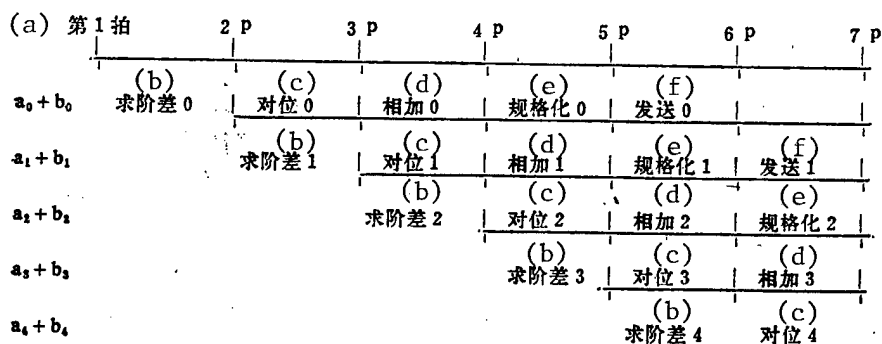 (a) 第1拍 2 p 3 p 4 p 5 p 6 p 7 p
(b) (c) (d) (e) (f)
a₀+b₀ 求阶差0 对位0 相加0 规格化0 发送0
(b) (c) (d) (e) (f)
a₁+b₁ 求阶差1 对位1 相加1 规格化1 发送1
(b) (c) (d) (e)
a₂+b₂ 求阶差2 对位2 相加2 规格化2
(b) (c) (d)
a₃+b₃ 求阶差3 对位3 相加3
(b) (c)
a₄+b₄ 求阶差4 对位4